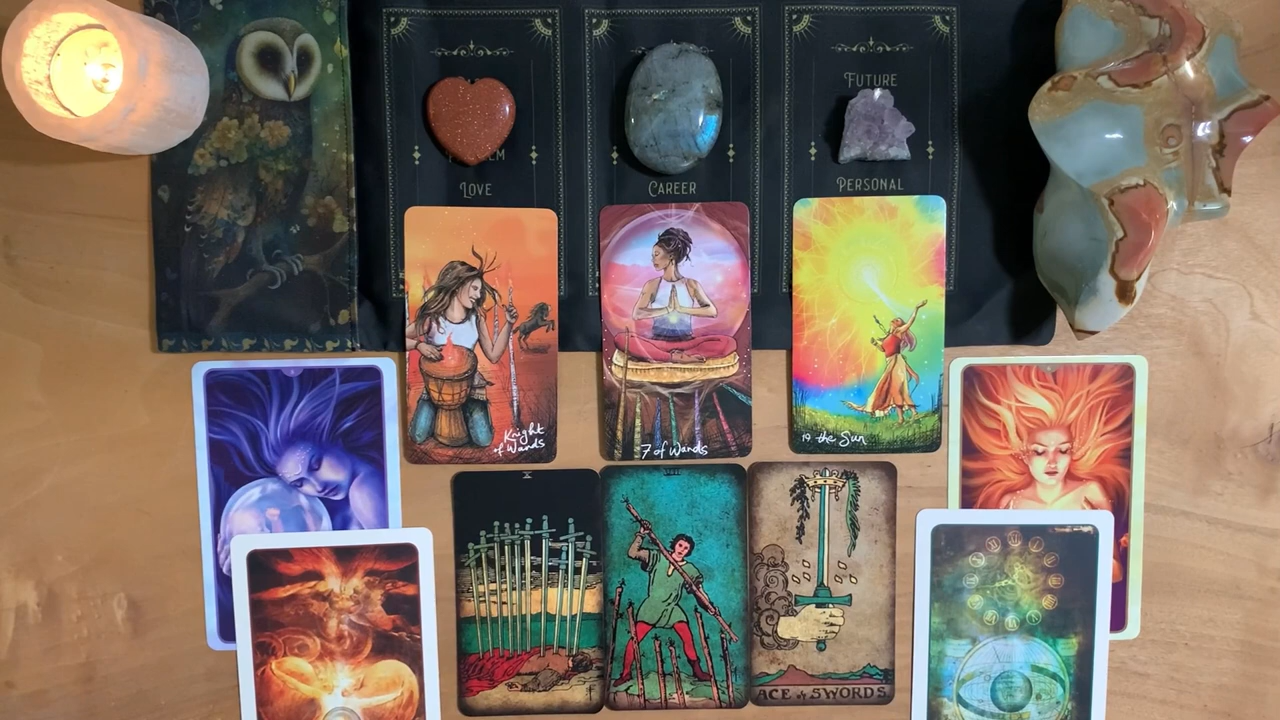 FUTURE
LOVE
CAREER
PERSONAL
Knight
of Wands
7 of Wands
19 the Sun
X
ACE of SWORDS